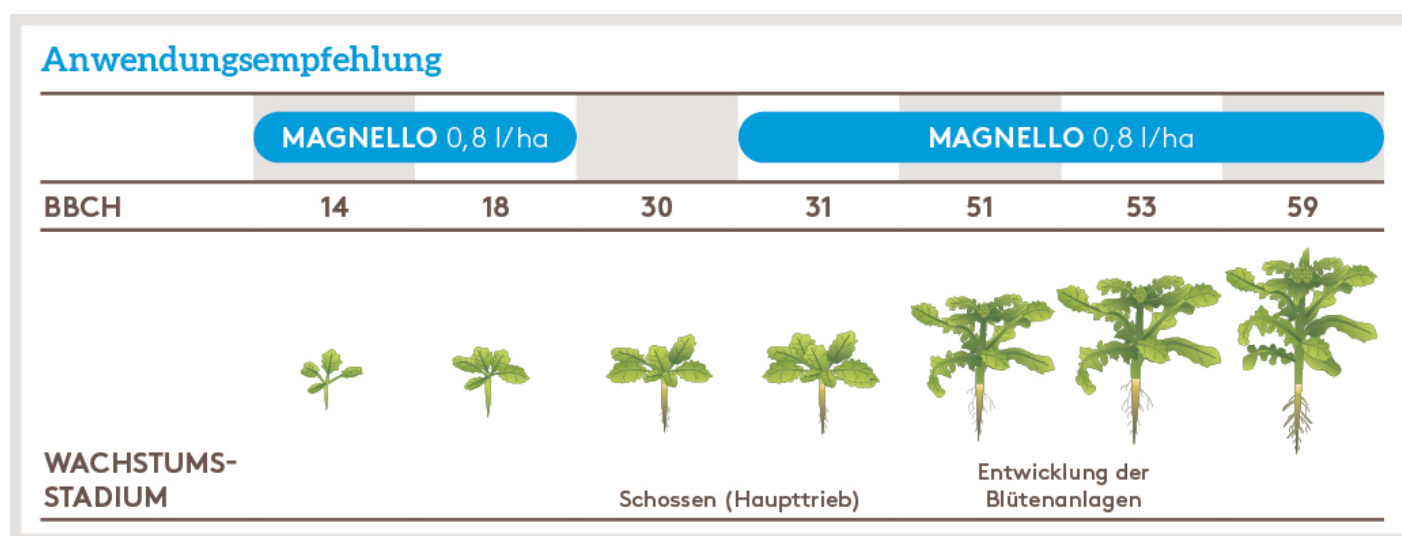 Anwendungsempfehlung
MAGNELLO 0,8 l/ha MAGNELLO 0,8 l/ha
BBCH 14 18 30 31 51 53 59
WACHSTUMS-
STADIUM
Schossen (Haupttrieb)
Entwicklung der
Blütenanlagen